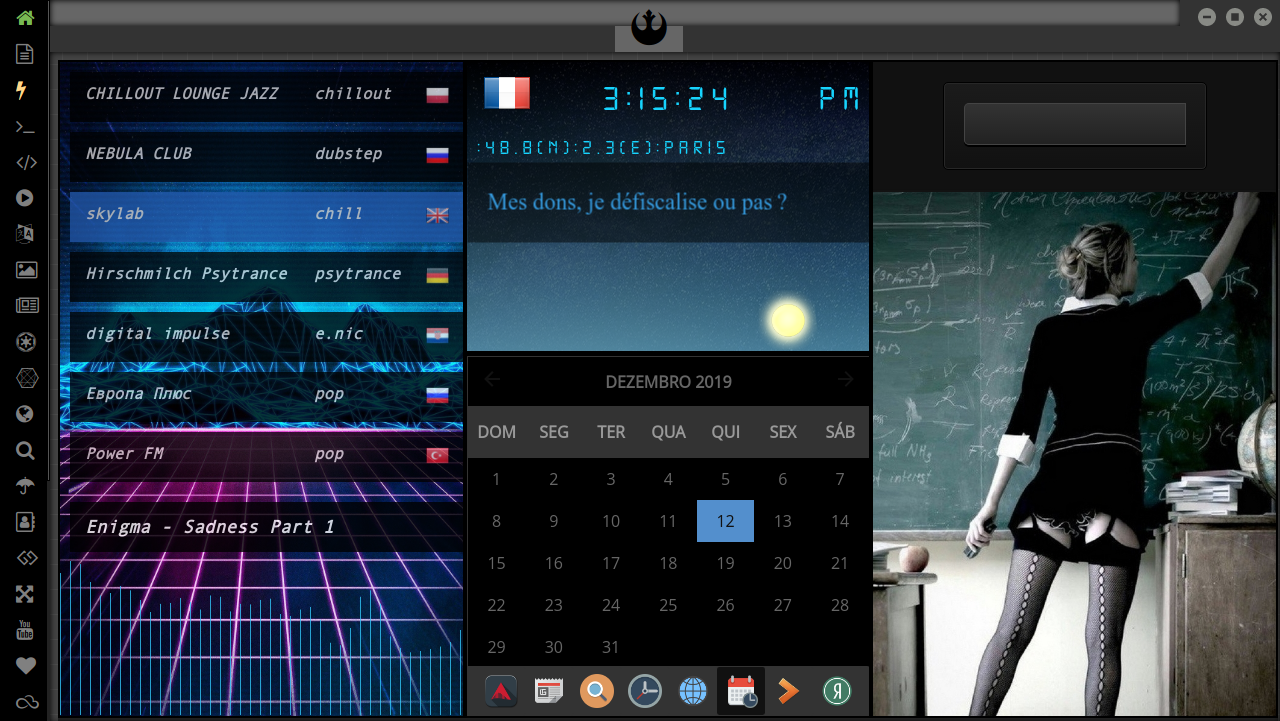 CHILLOUT LOUNGE JAZZ chillout
NEBULA CLUB dubstep
skylab chill
Hirschmilch Psytrance psytrance
digital impulse e.nic
Европа Плюс pop
Power FM pop
Enigma - Sadness Part 1
3:15:24 PM
:48.8(N):2.3(E):PARIS
Mes dons, je défiscalise ou pas ?
DEZEMBRO 2019
DOM SEG TER QUA QUI SEX SÁB
1 2 3 4 5 6 7
8 9 10 11 12 13 14
15 16 17 18 19 20 21
22 23 24 25 26 27 28
29 30 31
You
Tube
Я